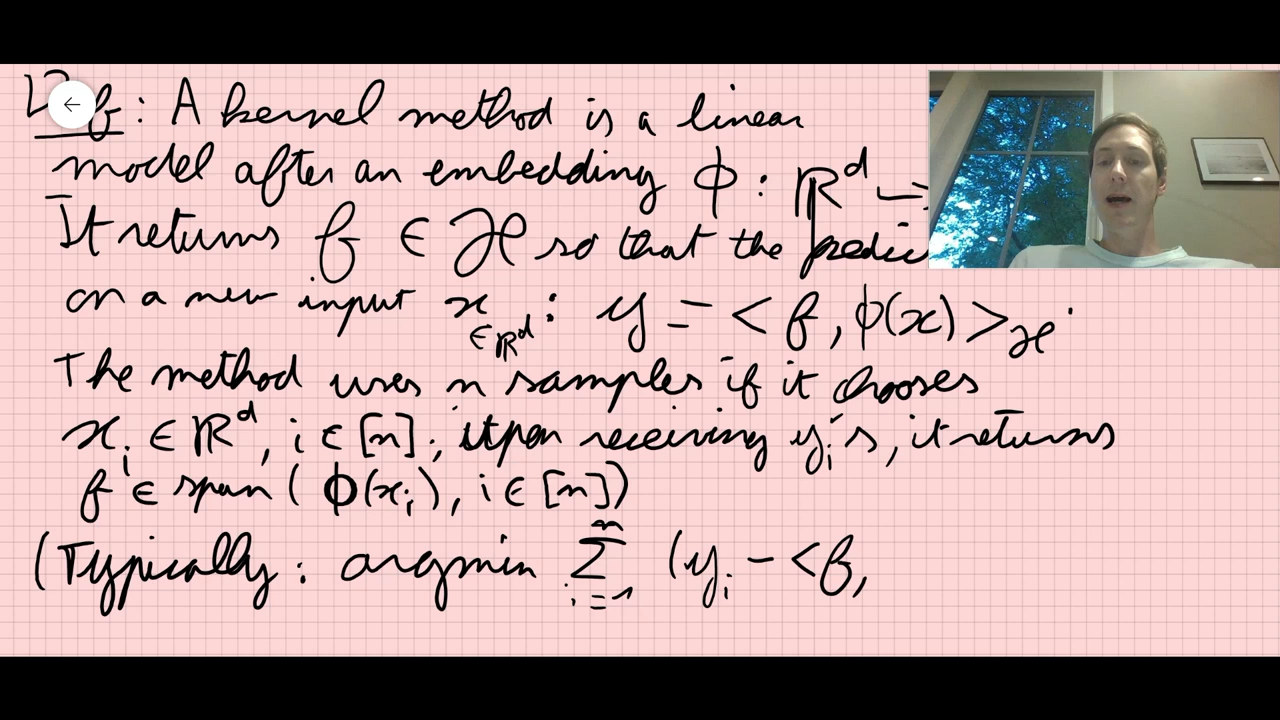 Def: A kernel method is a linear
model after an embedding ϕ: ℝ^d →
It returns f ∈ ℋ so that the predic
on a new input x ∈ℝ^d : y = < f, ϕ(x) >_ℋ.
The method uses n samples if it chooses
x_i ∈ ℝ^d, i ∈ [n]; upon receiving y_i's, it returns
f ∈ span ( ϕ(x_i), i ∈ [n])
(Typically: argmin ∑_{i=1}^n (y_i - <f,